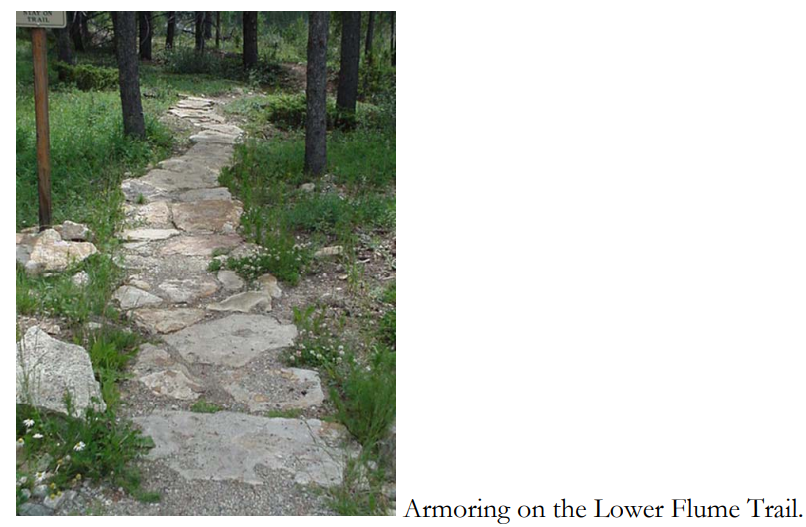 STAY ON
TRAIL
Armoring on the Lower Flume Trail.